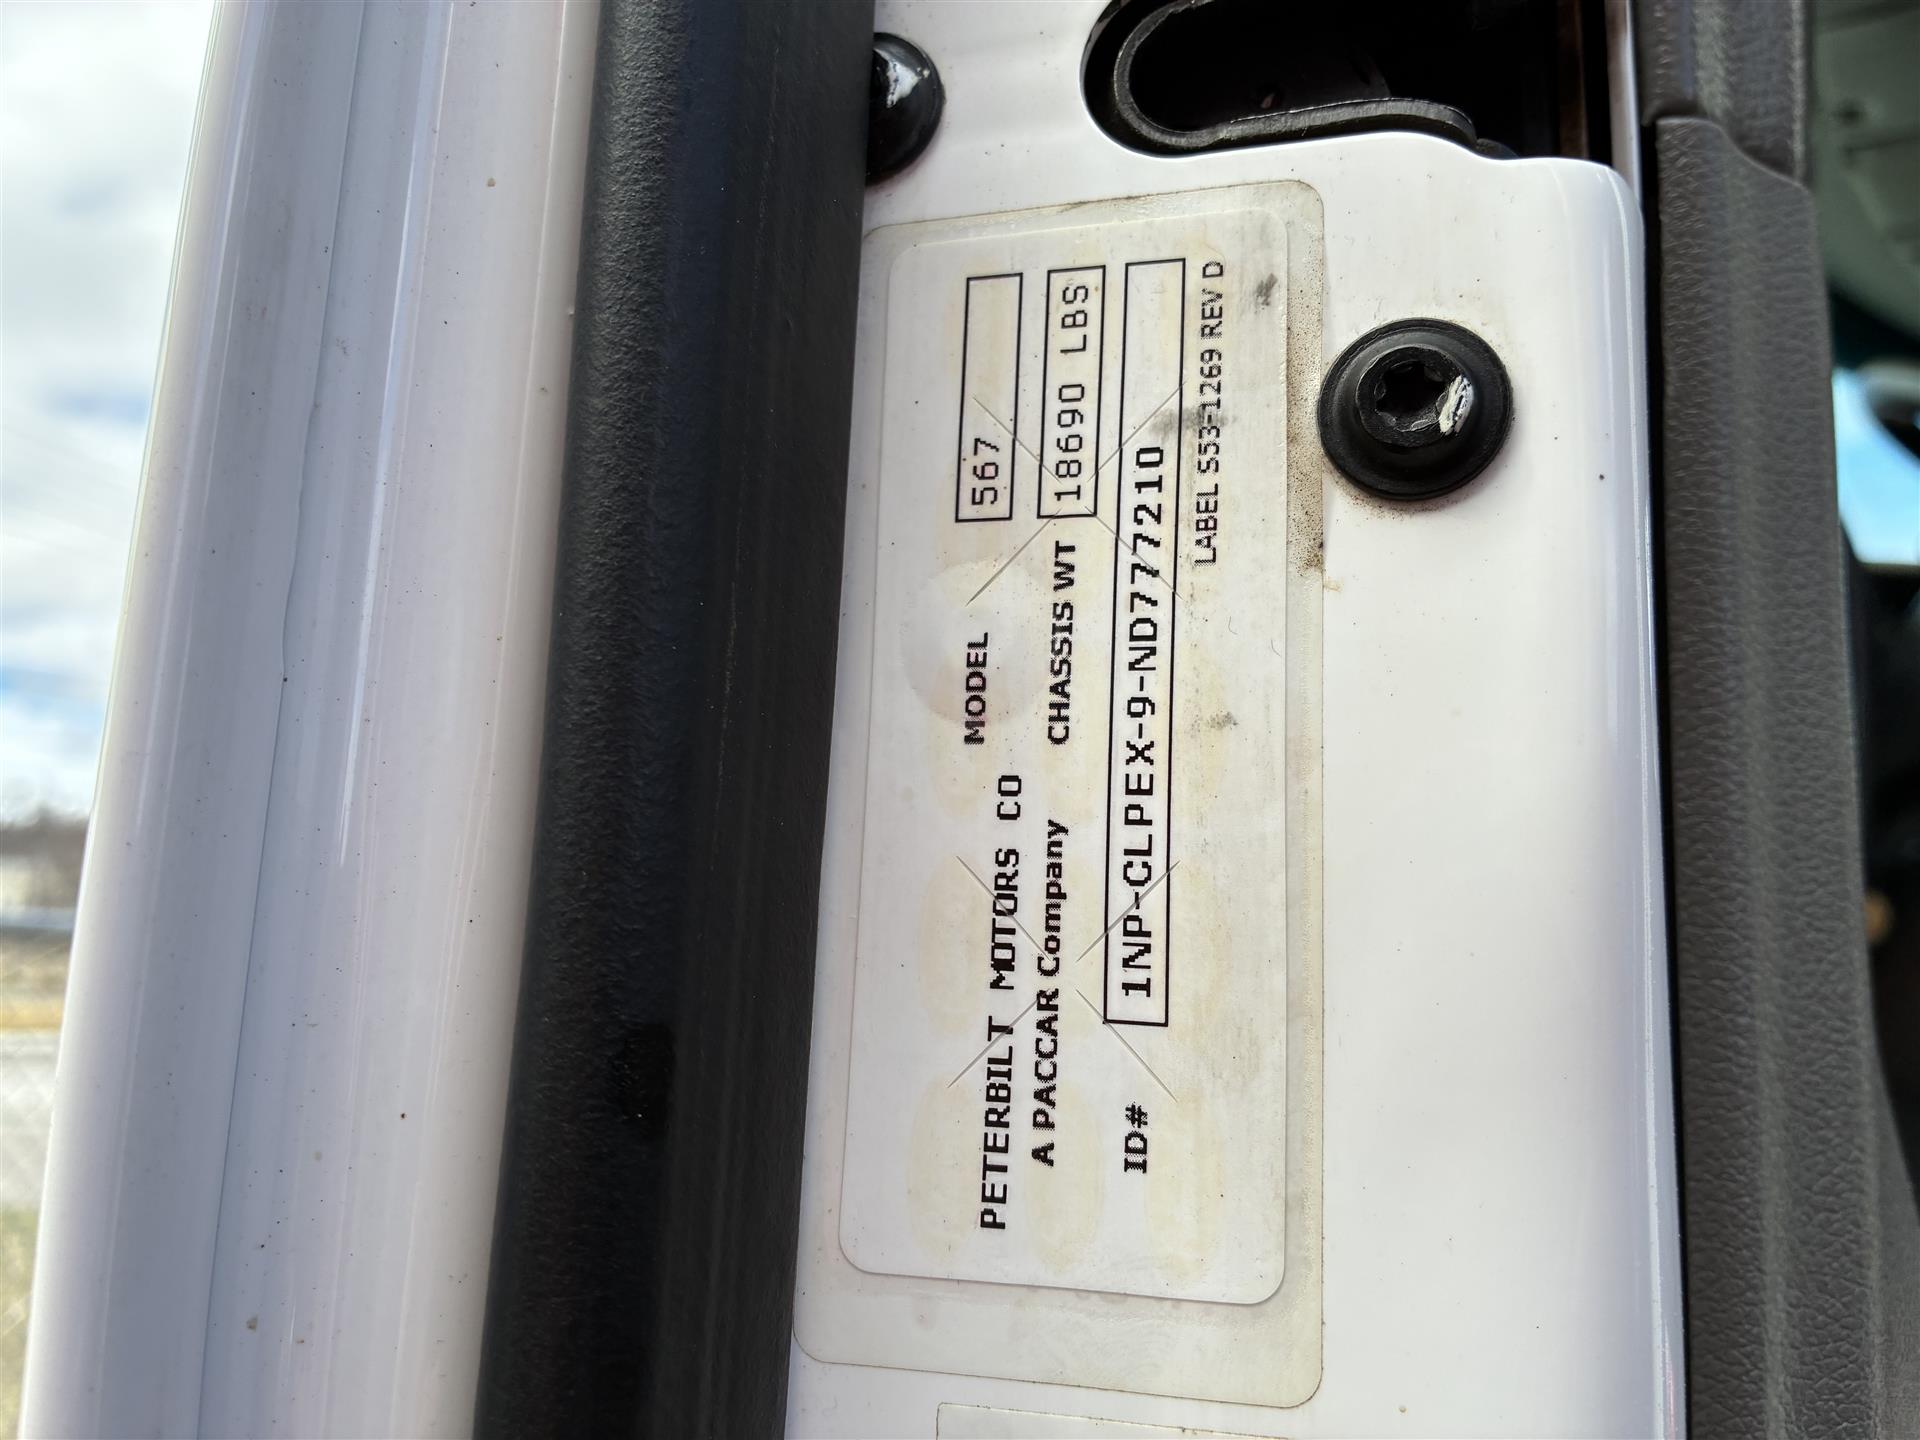 PETERBILT MOTORS CO
A PACCAR Company
MODEL 567
CHASSIS WT 18690 LBS
ID# 1NP-CLPEX-9-ND777210
LABEL S53-1269 REV D